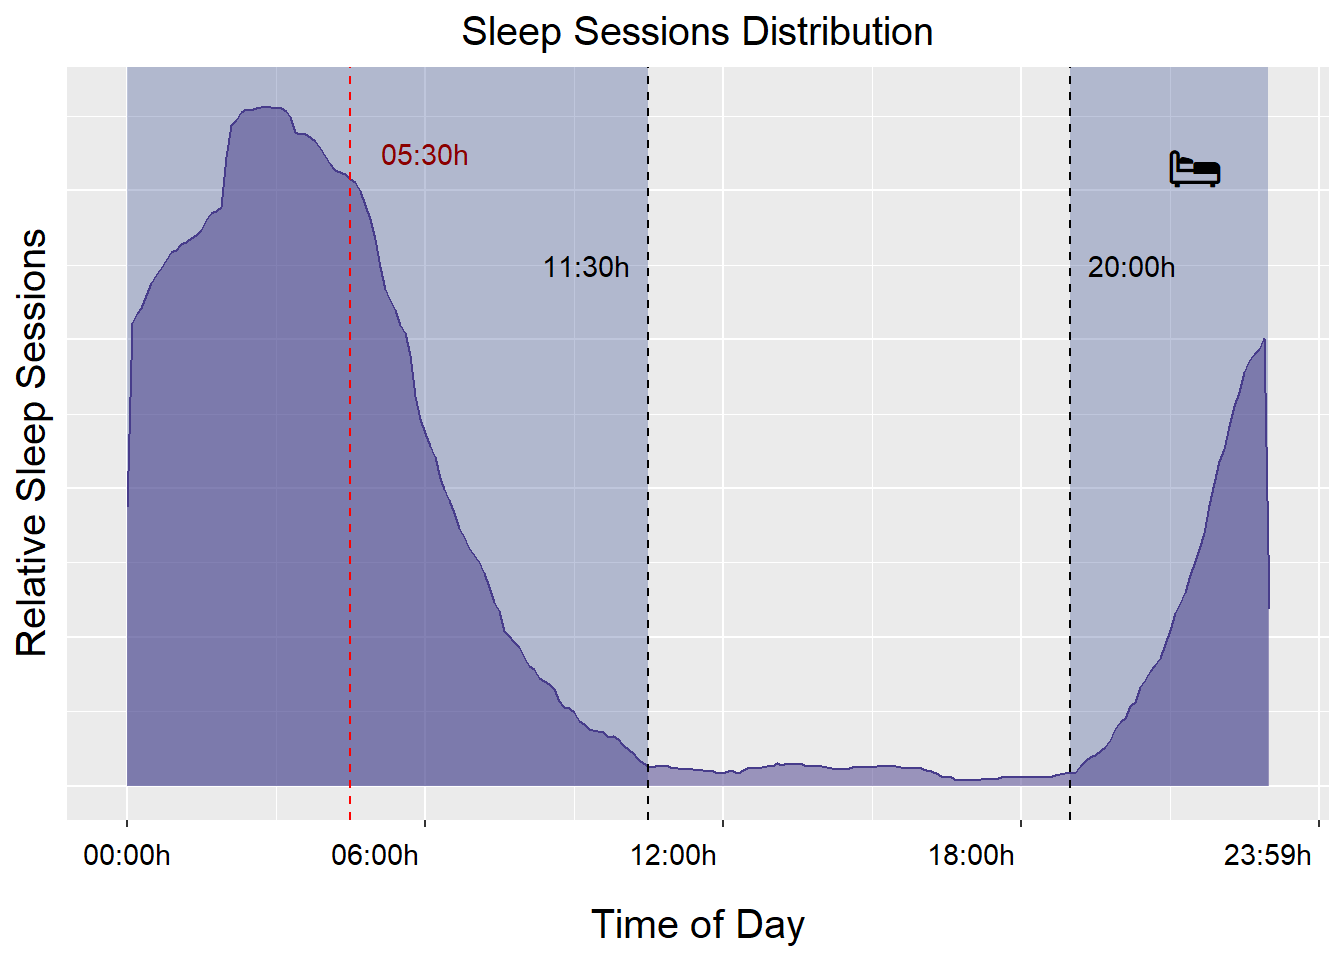 Sleep Sessions Distribution
05:30h
11:30h
20:00h
Relative Sleep Sessions
00:00h
06:00h
12:00h
18:00h
23:59h
Time of Day